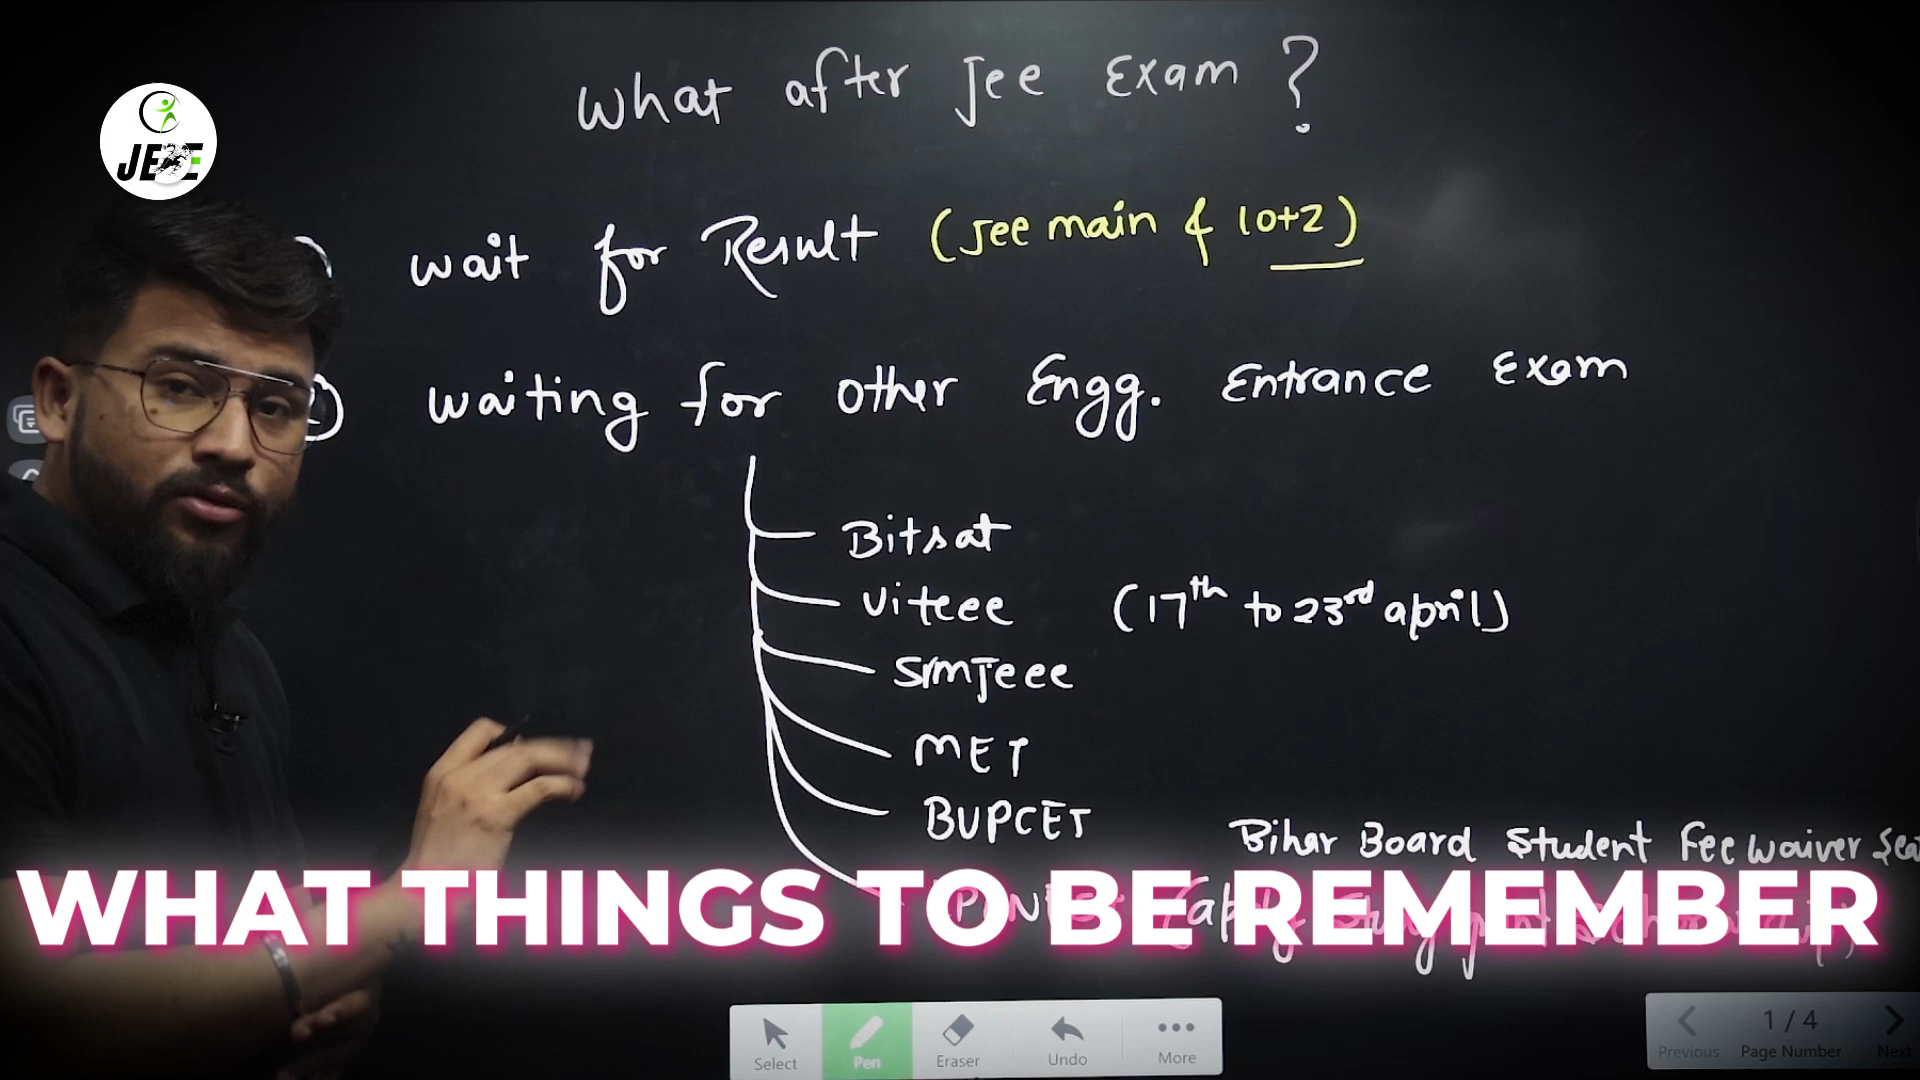 What after Jee Exam ?
JEE
wait for Result (Jee main & 10+2)
waiting for other Engg. Entrance Exam
Bitsat
viteee (17th to 23rd april)
srmjeee
MET
BUPCET
Bihar Board Student Fee waiver
WHAT THINGS TO BE REMEMBER
Select
Pen
Eraser
Undo
More
1 / 4
Previous
Page Number
Next